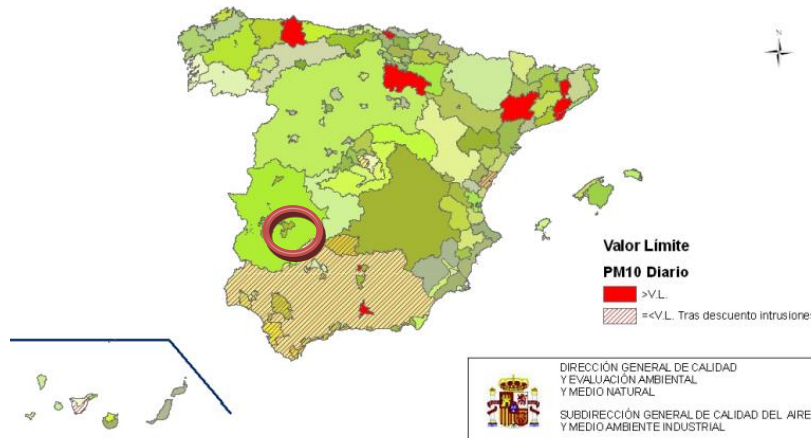 N
Valor Límite
PM10 Diario
>V.L.
=<V.L. Tras descuento intrusiones
DIRECCIÓN GENERAL DE CALIDAD
Y EVALUACIÓN AMBIENTAL
Y MEDIO NATURAL
SUBDIRECCIÓN GENERAL DE CALIDAD DEL AIRE
Y MEDIO AMBIENTE INDUSTRIAL